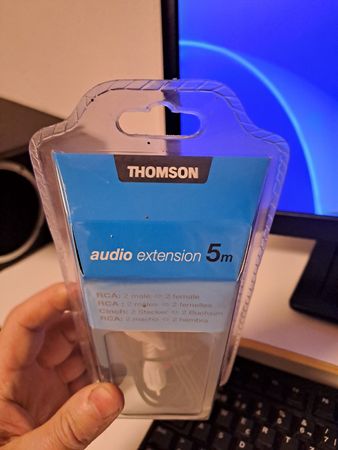 THOMSON
audio extension 5m
RCA: 2 male ⇔ 2 female
RCA : 2 mâles ⇔ 2 femelles
Cinch: 2 Stecker ⇔ 2 Buchsen
RCA: 2 macho ⇔ 2 hembra